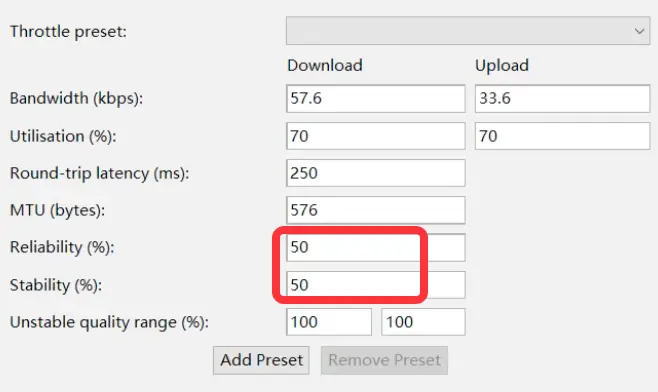 Throttle preset:
Download Upload
Bandwidth (kbps): 57.6 33.6
Utilisation (%): 70 70
Round-trip latency (ms): 250
MTU (bytes): 576
Reliability (%): 50
Stability (%): 50
Unstable quality range (%): 100 100
Add Preset Remove Preset